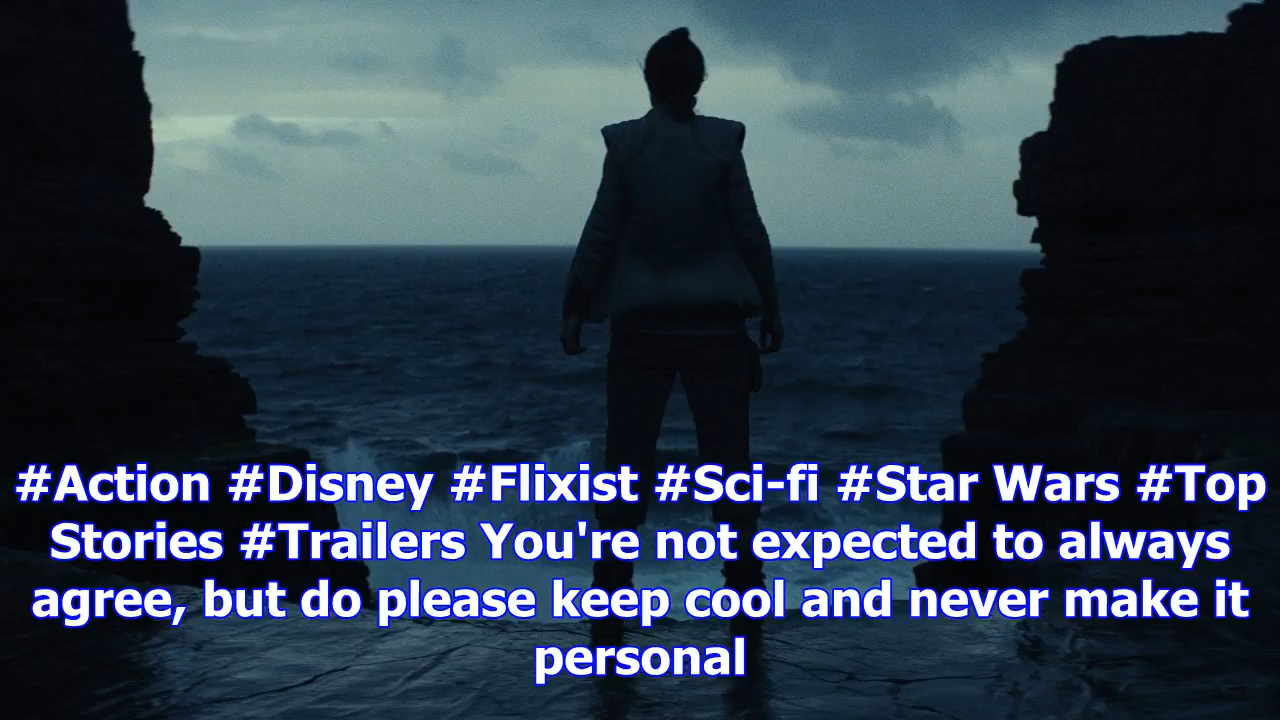 #Action #Disney #Flixist #Sci-fi #Star Wars #Top
Stories #Trailers You're not expected to always
agree, but do please keep cool and never make it
personal